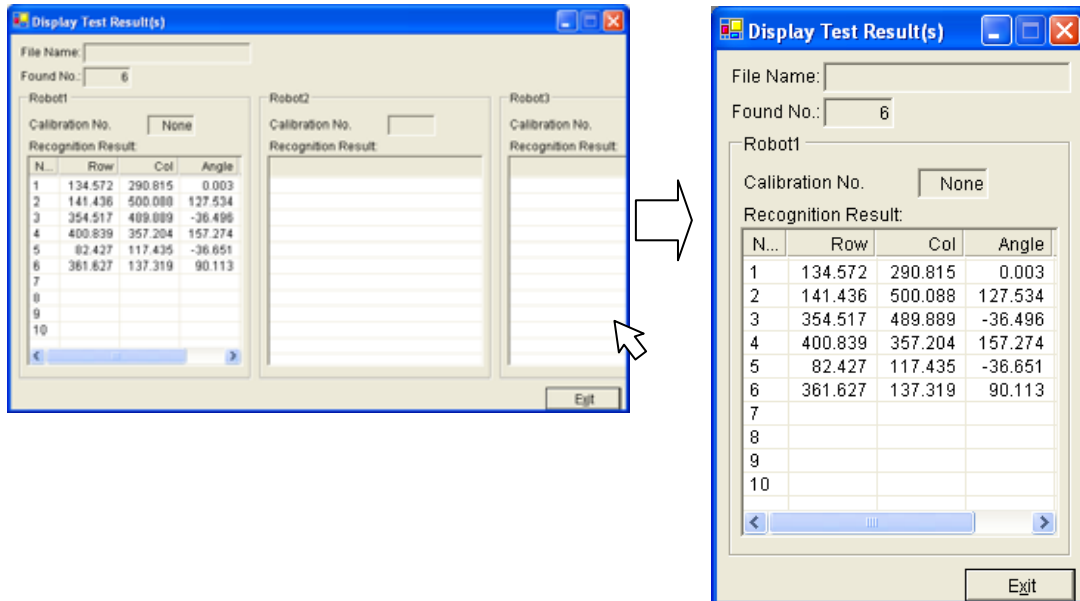 Display Test Result(s)
File Name:
Found No.: 6
Robot1 Robot2 Robot3
Calibration No. None Calibration No. Calibration No.
Recognition Result: Recognition Result: Recognition Result:
N... Row Col Angle
1 134.572 290.815 0.003
2 141.436 500.088 127.534
3 354.517 489.889 -36.496
4 400.839 357.204 157.274
5 82.427 117.435 -36.651
6 361.627 137.319 90.113
7
8
9
10
Exit
Display Test Result(s)
File Name:
Found No.: 6
Robot1
Calibration No. None
Recognition Result:
N... Row Col Angle
1 134.572 290.815 0.003
2 141.436 500.088 127.534
3 354.517 489.889 -36.496
4 400.839 357.204 157.274
5 82.427 117.435 -36.651
6 361.627 137.319 90.113
7
8
9
10
Exit